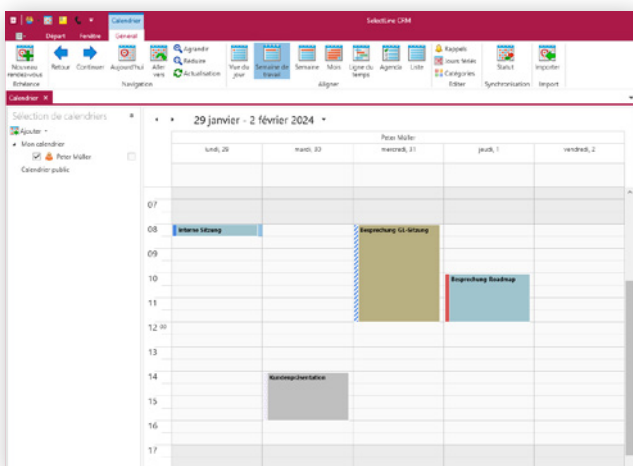 Calendrier
SelectLine CRM
Départ
Fenêtre
Général
Nouveau rendez-vous
Retour
Continuer
Aujourd'hui
Aller vers
Agrandir
Réduire
Actualisation
Vue du jour
Semaine de travail
Semaine
Mois
Ligne du temps
Agenda
Liste
Rappels
Jours fériés
Catégories
Statut
Importer
Echéance
Navigation
Aligner
Editer
Synchronisation
Import
Calendrier
Sélection de calendriers
Ajouter
Mon calendrier
Peter Müller
Calendrier public
29 janvier - 2 février 2024
Peter Müller
lundi, 29
mardi, 30
mercredi, 31
jeudi, 1
vendredi, 2
07
08
Interne Sitzung
Besprechung GL-Sitzung
09
10
Besprechung Roadmap
11
12
13
14
Kundenpräsentation
15
16
17